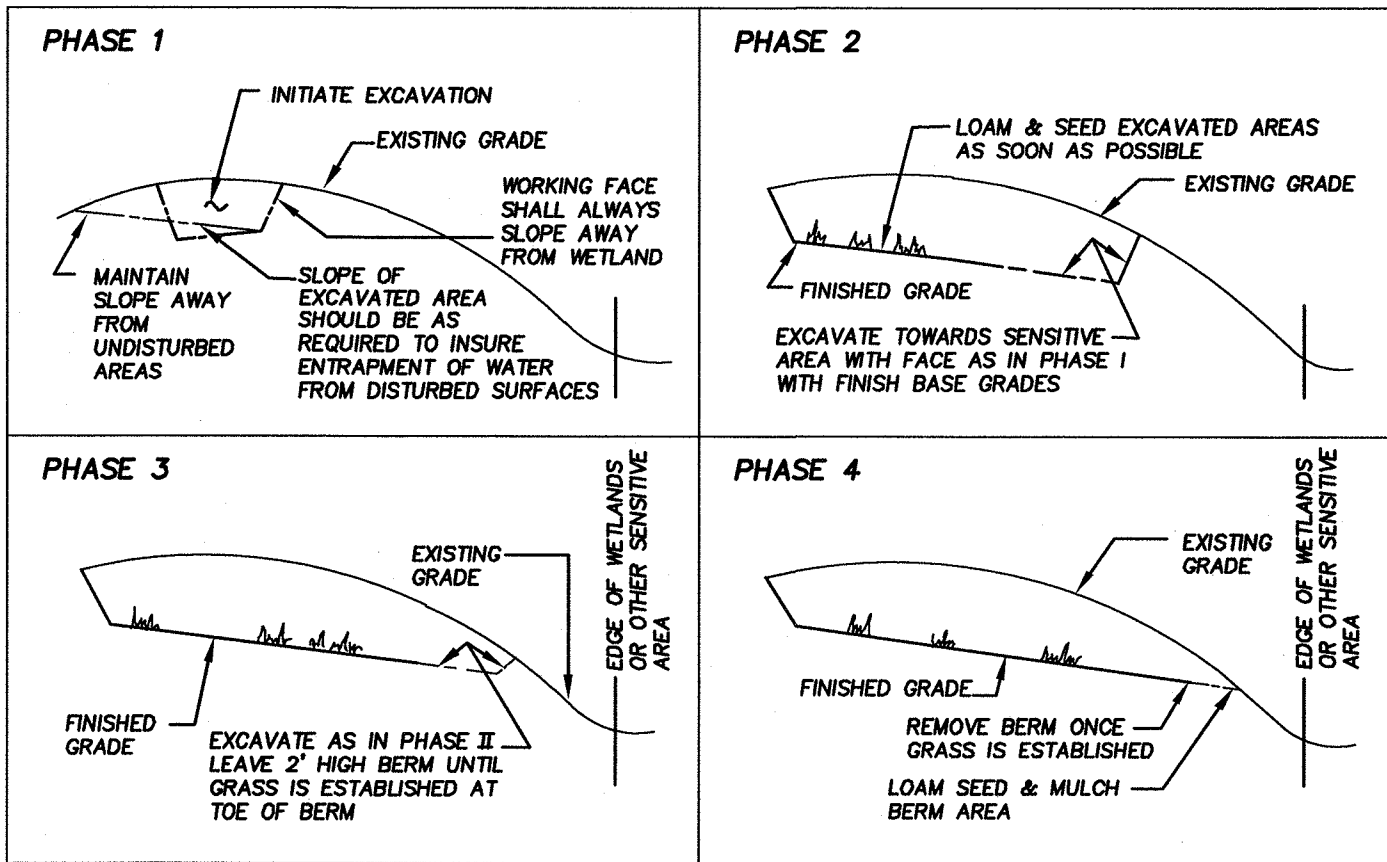 PHASE 1
INITIATE EXCAVATION
EXISTING GRADE
WORKING FACE
SHALL ALWAYS
SLOPE AWAY
FROM WETLAND
MAINTAIN
SLOPE AWAY
FROM
UNDISTURBED
AREAS
SLOPE OF
EXCAVATED AREA
SHOULD BE AS
REQUIRED TO INSURE
ENTRAPMENT OF WATER
FROM DISTURBED SURFACES
PHASE 2
LOAM & SEED EXCAVATED AREAS
AS SOON AS POSSIBLE
EXISTING GRADE
FINISHED GRADE
EXCAVATE TOWARDS SENSITIVE
AREA WITH FACE AS IN PHASE I
WITH FINISH BASE GRADES
PHASE 3
EXISTING
GRADE
EDGE OF WETLANDS
OR OTHER SENSITIVE
AREA
FINISHED
GRADE
EXCAVATE AS IN PHASE II
LEAVE 2' HIGH BERM UNTIL
GRASS IS ESTABLISHED AT
TOE OF BERM
PHASE 4
EXISTING
GRADE
EDGE OF WETLANDS
OR OTHER SENSITIVE
AREA
FINISHED GRADE
REMOVE BERM ONCE
GRASS IS ESTABLISHED
LOAM SEED & MULCH
BERM AREA